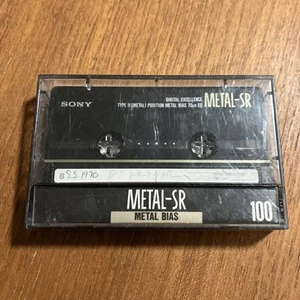 DIGITAL EXCELLENCE METAL-SR
SONY TYPE IV (METAL) POSITION METAL BIAS 70μs EQ
B S.S. 1970
METAL-SR
METAL BIAS 100